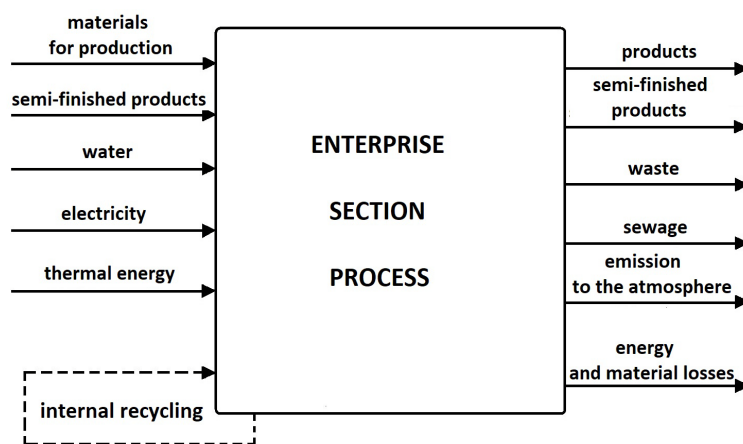 materials
for production
semi-finished products
water
electricity
thermal energy
internal recycling
ENTERPRISE
SECTION
PROCESS
products
semi-finished
products
waste
sewage
emission
to the atmosphere
energy
and material losses